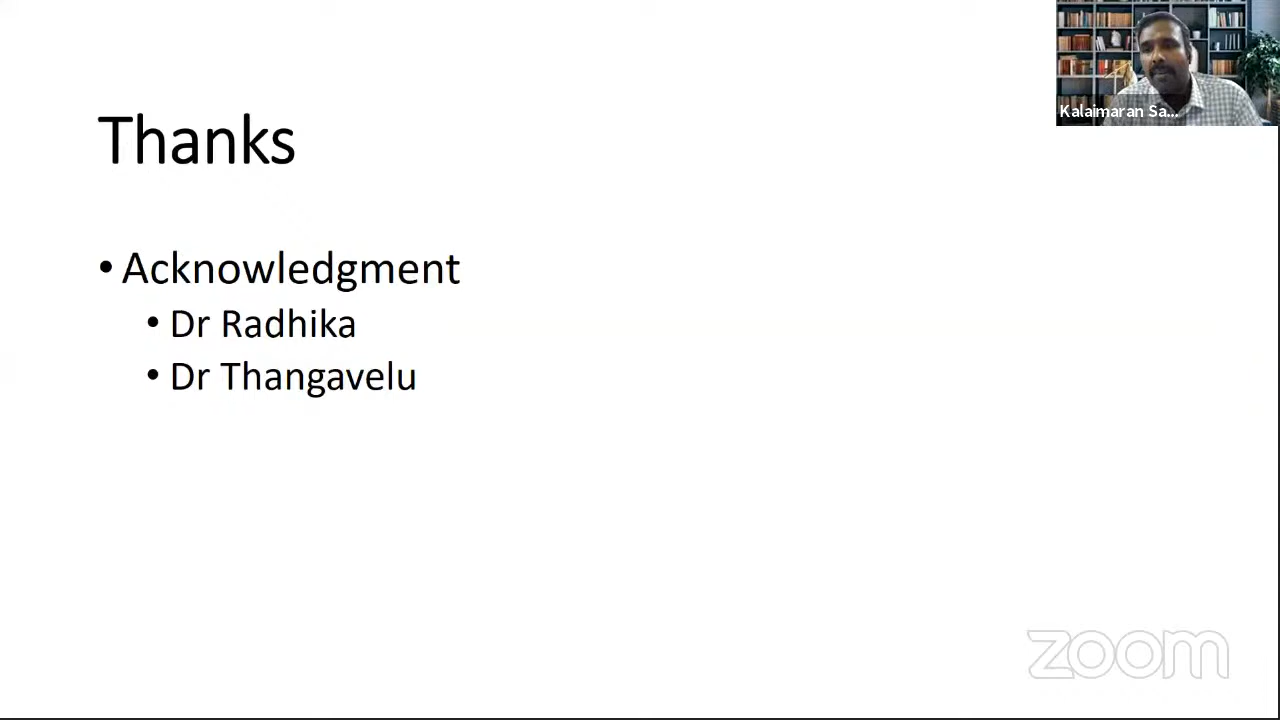 Kalaimaran Sa...
Thanks
• Acknowledgment
• Dr Radhika
• Dr Thangavelu
zoom